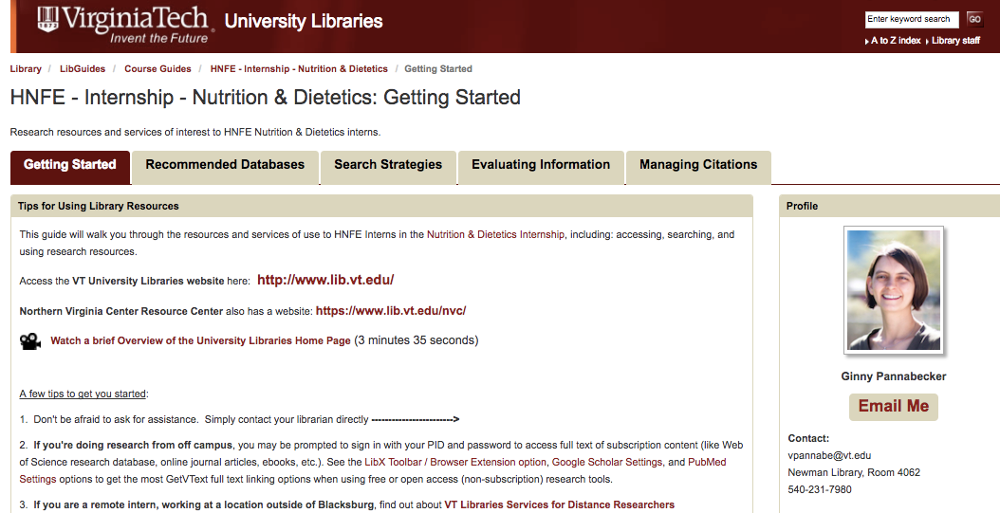 VirginiaTech University Libraries
1872
Invent the Future
Enter keyword search GO
A to Z index Library staff
Library / LibGuides / Course Guides / HNFE - Internship - Nutrition & Dietetics / Getting Started
HNFE - Internship - Nutrition & Dietetics: Getting Started
Research resources and services of interest to HNFE Nutrition & Dietetics interns.
Getting Started Recommended Databases Search Strategies Evaluating Information Managing Citations
Tips for Using Library Resources
This guide will walk you through the resources and services of use to HNFE Interns in the Nutrition & Dietetics Internship, including: accessing, searching, and
using research resources.
Access the VT University Libraries website here: http://www.lib.vt.edu/
Northern Virginia Center Resource Center also has a website: https://www.lib.vt.edu/nvc/
Watch a brief Overview of the University Libraries Home Page (3 minutes 35 seconds)
A few tips to get you started:
1. Don't be afraid to ask for assistance. Simply contact your librarian directly ------------------------>
2. If you're doing research from off campus, you may be prompted to sign in with your PID and password to access full text of subscription content (like Web
of Science research database, online journal articles, ebooks, etc.). See the LibX Toolbar / Browser Extension option, Google Scholar Settings, and PubMed
Settings options to get the most GetVText full text linking options when using free or open access (non-subscription) research tools.
3. If you are a remote intern, working at a location outside of Blacksburg, find out about VT Libraries Services for Distance Researchers
Profile
Ginny Pannabecker
Email Me
Contact:
vpannabe@vt.edu
Newman Library, Room 4062
540-231-7980